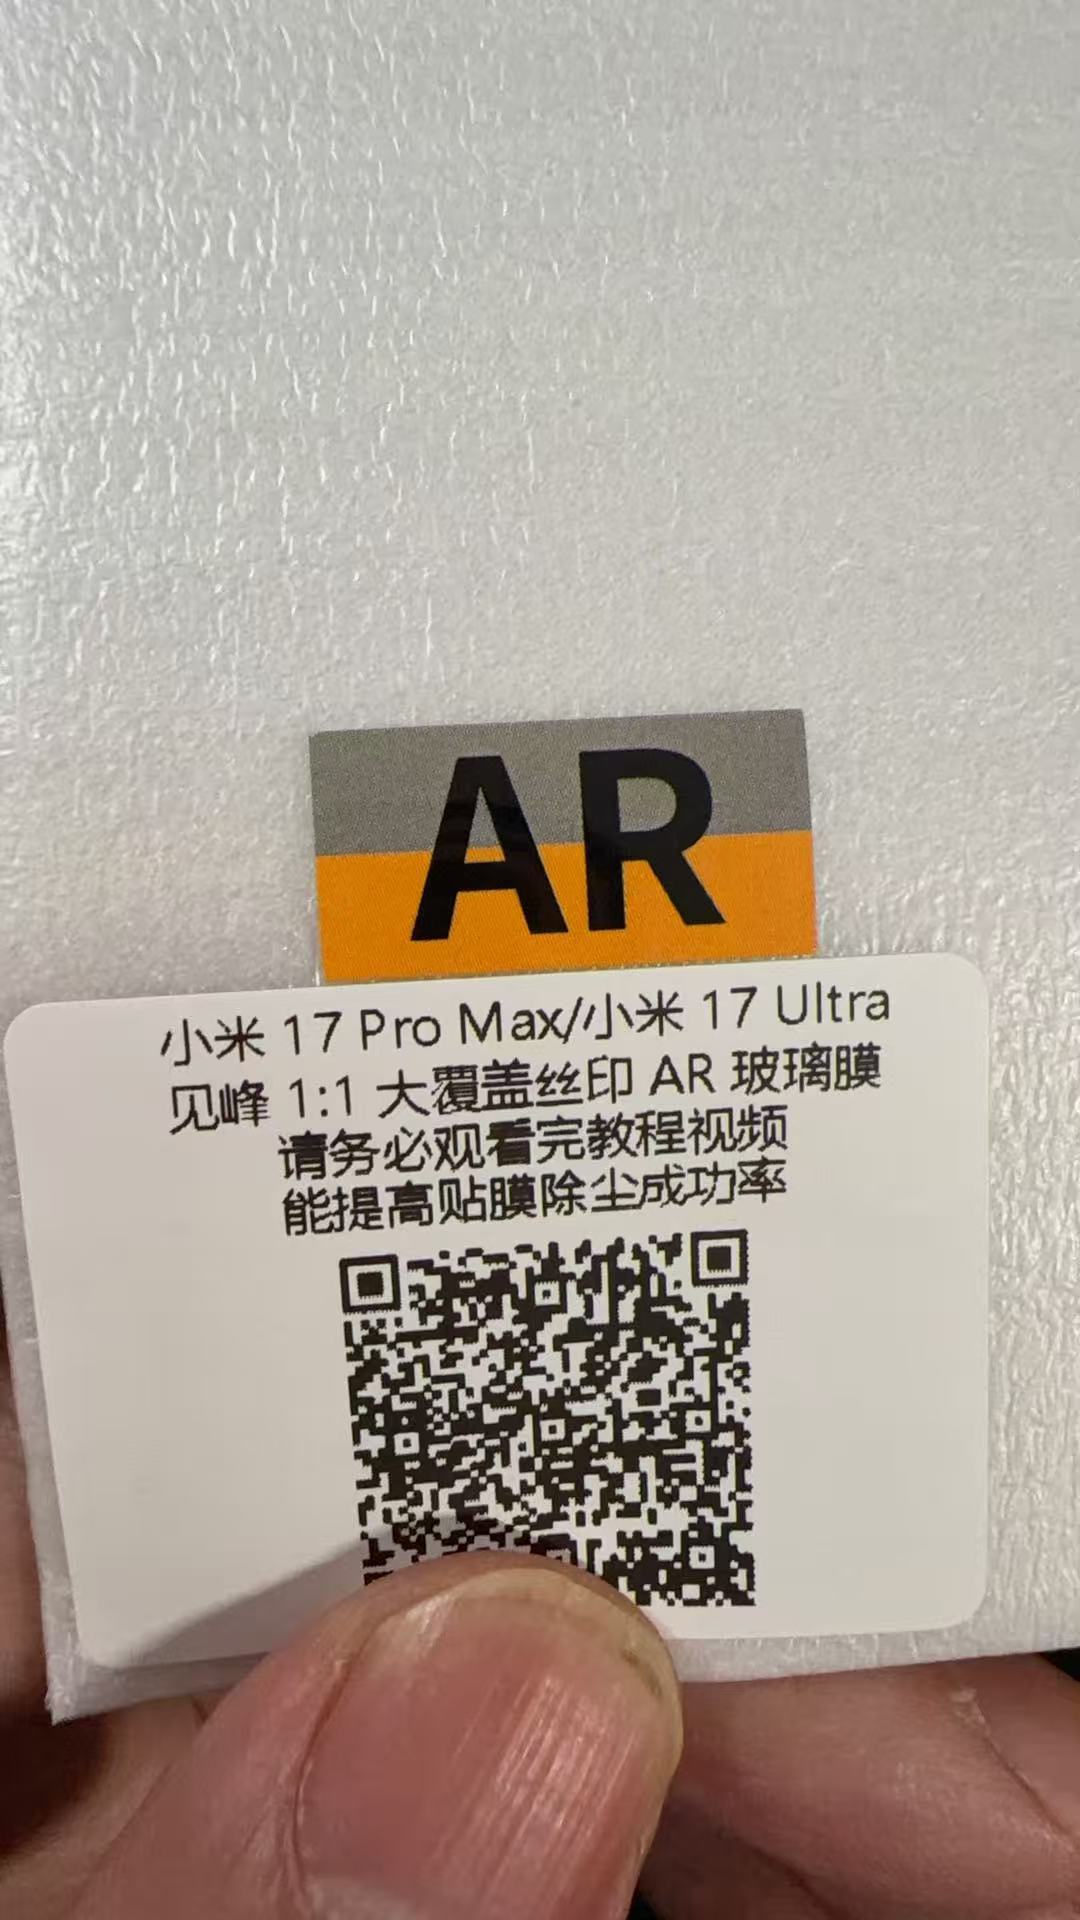 AR
小米 17 Pro Max/小米 17 Ultra
见峰 1:1 大覆盖丝印 AR 玻璃膜
请务必观看完教程视频
能提高贴膜除尘成功率